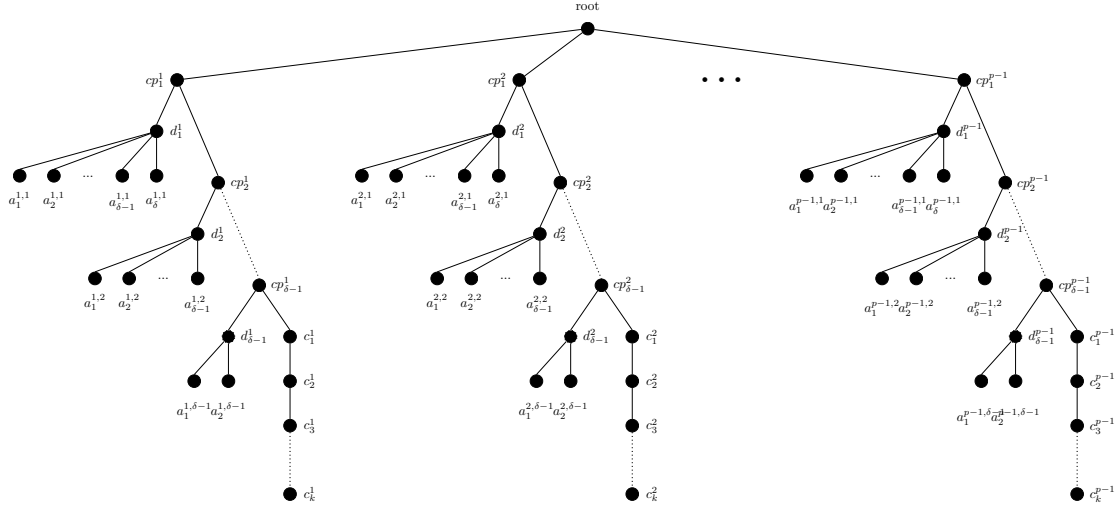 root
cp_1^1 cp_1^2 • • • cp_1^{p-1}
d_1^1 d_1^2 d_1^{p-1}
a_1^{1,1} a_2^{1,1} ... a_{δ-1}^{1,1} a_δ^{1,1} a_1^{2,1} a_2^{2,1} ... a_{δ-1}^{2,1} a_δ^{2,1} a_1^{p-1,1} a_2^{p-1,1} ... a_{δ-1}^{p-1,1} a_δ^{p-1,1}
cp_2^1 cp_2^2 cp_2^{p-1}
d_2^1 d_2^2 d_2^{p-1}
a_1^{1,2} a_2^{1,2} ... a_{δ-1}^{1,2} a_1^{2,2} a_2^{2,2} ... a_{δ-1}^{2,2} a_1^{p-1,2} a_2^{p-1,2} ... a_{δ-1}^{p-1,2}
cp_{δ-1}^1 cp_{δ-1}^2 cp_{δ-1}^{p-1}
d_{δ-1}^1 c_1^1 d_{δ-1}^2 c_1^2 d_{δ-1}^{p-1} c_1^{p-1}
c_2^1 c_2^2 c_2^{p-1}
a_1^{1,δ-1} a_2^{1,δ-1} a_1^{2,δ-1} a_2^{2,δ-1} a_1^{p-1,δ-1} a_2^{p-1,δ-1}
c_3^1 c_3^2 c_3^{p-1}
c_k^1 c_k^2 c_k^{p-1}